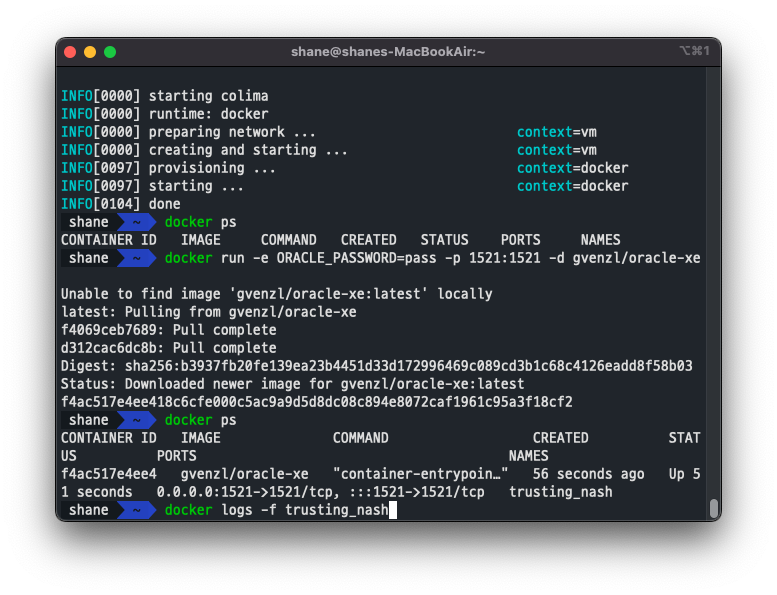 shane@shanes-MacBookAir:~
⌥⌘1
INFO[0000] starting colima
INFO[0000] runtime: docker
INFO[0000] preparing network ... context=vm
INFO[0000] creating and starting ... context=vm
INFO[0097] provisioning ... context=docker
INFO[0097] starting ... context=docker
INFO[0104] done
shane ~ docker ps
CONTAINER ID IMAGE COMMAND CREATED STATUS PORTS NAMES
shane ~ docker run -e ORACLE_PASSWORD=pass -p 1521:1521 -d gvenzl/oracle-xe
Unable to find image 'gvenzl/oracle-xe:latest' locally
latest: Pulling from gvenzl/oracle-xe
f4069ceb7689: Pull complete
d312cac6dc8b: Pull complete
Digest: sha256:b3937fb20fe139ea23b4451d33d172996469c089cd3b1c68c4126eadd8f58b03
Status: Downloaded newer image for gvenzl/oracle-xe:latest
f4ac517e4ee418c6cfe000c5ac9a9d5d8dc08c894e8072caf1961c95a3f18cf2
shane ~ docker ps
CONTAINER ID IMAGE COMMAND CREATED STAT
US PORTS NAMES
f4ac517e4ee4 gvenzl/oracle-xe "container-entrypoin…" 56 seconds ago Up 5
1 seconds 0.0.0.0:1521->1521/tcp, :::1521->1521/tcp trusting_nash
shane ~ docker logs -f trusting_nash